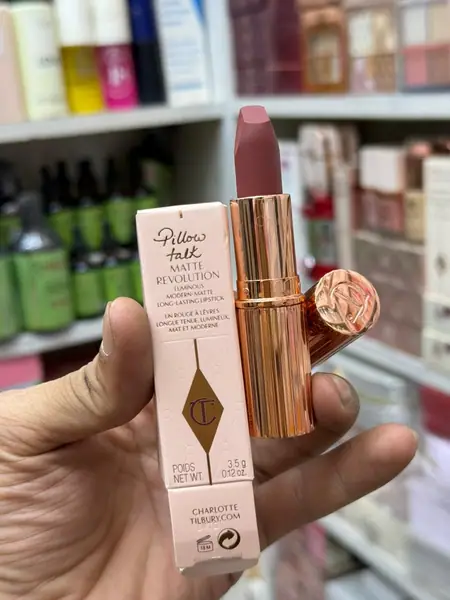 Pillow
talk
MATTE
REVOLUTION
LUMINOUS
MODERN-MATTE
LONG-LASTING LIPSTICK
EN ROUGE À LÈVRES
LONGUE TENUE, LUMINEUX,
MAT ET MODERNE
CT
POIDS 3.5 g
NET WT. 0.12 oz.
CHARLOTTE
TILBURY.COM